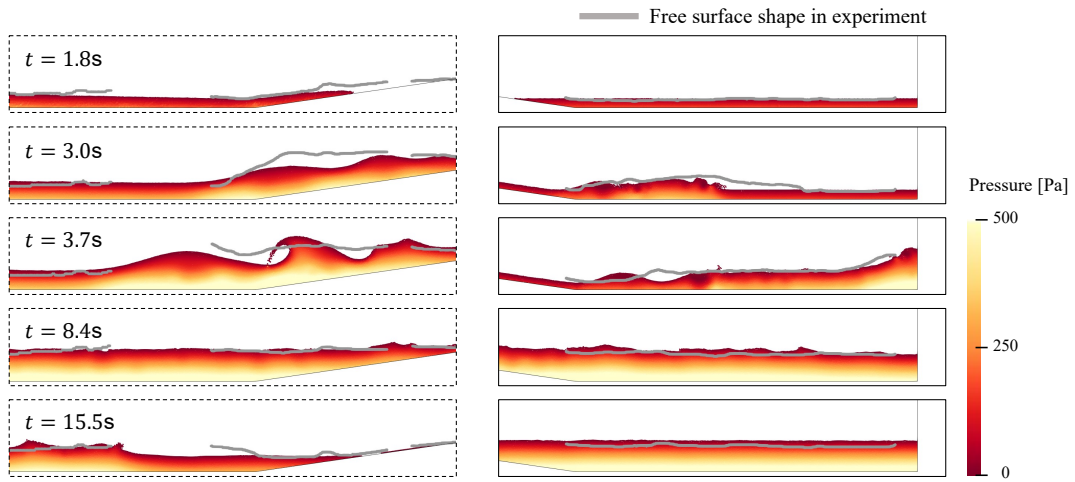 Free surface shape in experiment
t = 1.8s
t = 3.0s
t = 3.7s
t = 8.4s
t = 15.5s
Pressure [Pa]
500
250
0